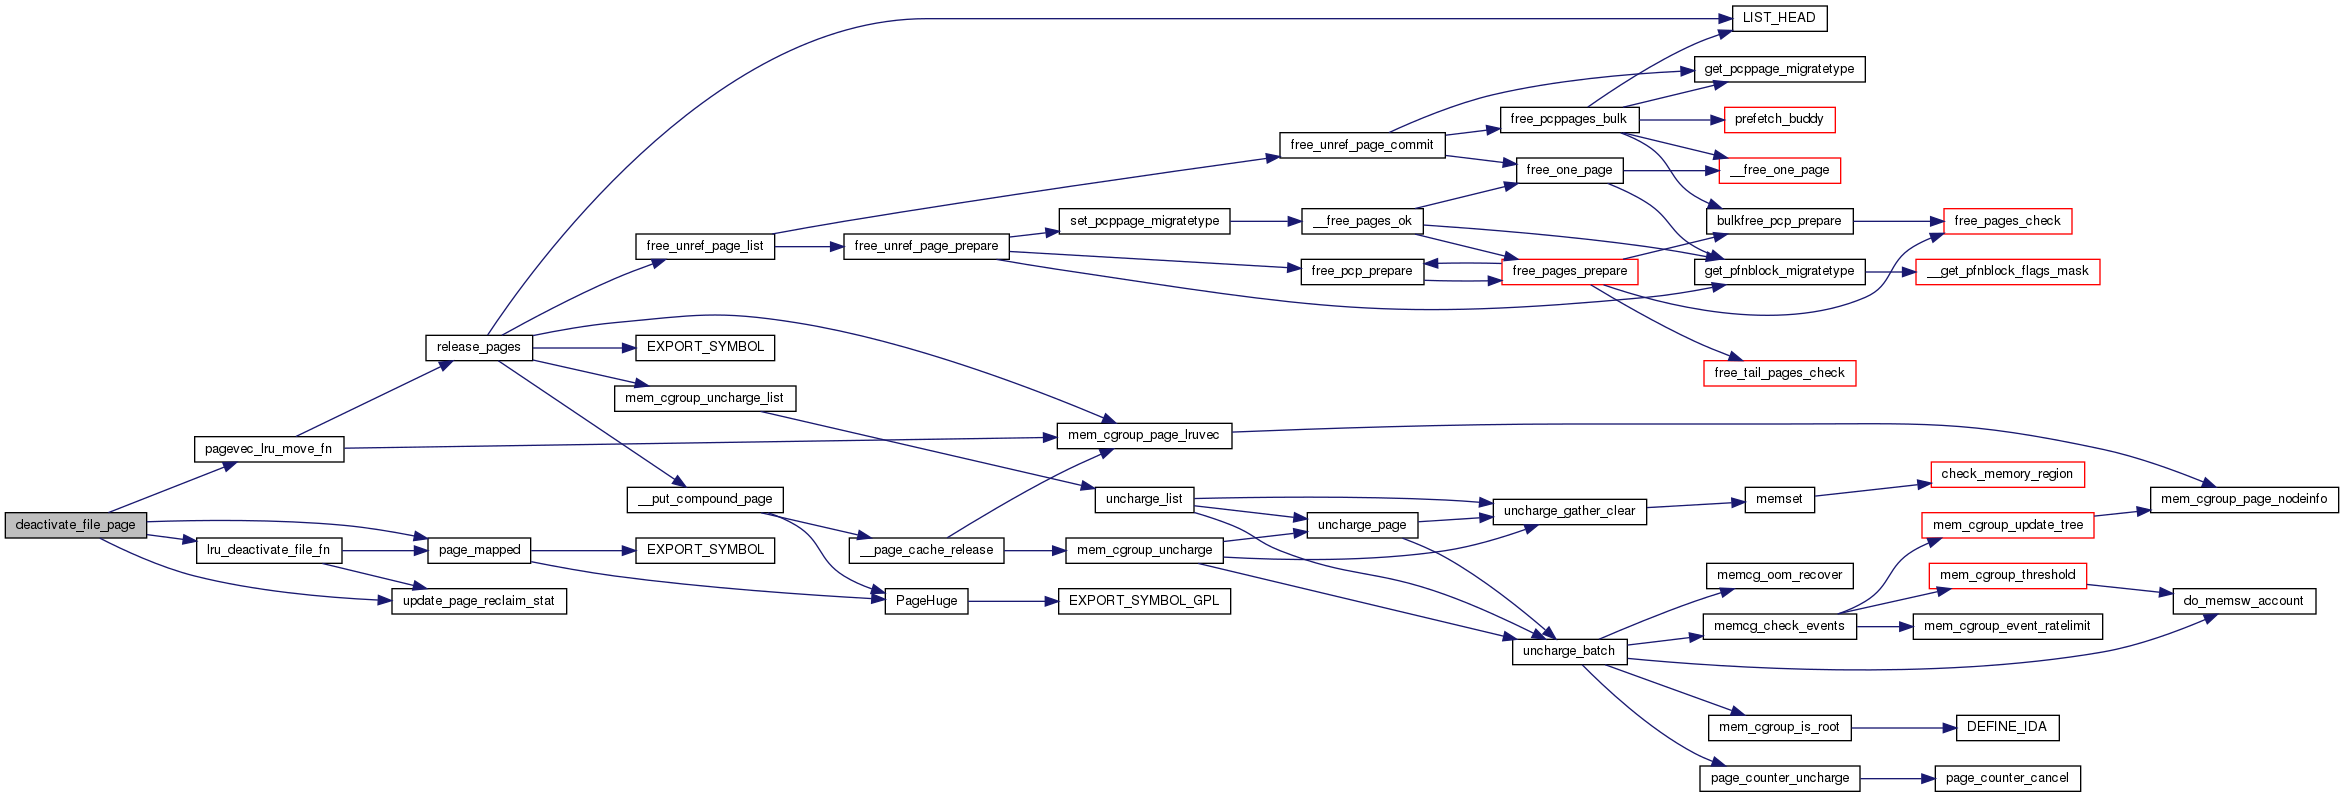 LIST_HEAD
get_pcppage_migratetype
free_pcppages_bulk
prefetch_buddy
free_unref_page_commit
free_one_page
__free_one_page
set_pcppage_migratetype
__free_pages_ok
bulkfree_pcp_prepare
free_pages_check
free_unref_page_list
free_unref_page_prepare
free_pcp_prepare
free_pages_prepare
get_pfnblock_migratetype
__get_pfnblock_flags_mask
release_pages
EXPORT_SYMBOL
free_tail_pages_check
mem_cgroup_uncharge_list
pagevec_lru_move_fn
mem_cgroup_page_lruvec
check_memory_region
__put_compound_page
uncharge_list
uncharge_gather_clear
memset
mem_cgroup_page_nodeinfo
deactivate_file_page
uncharge_page
mem_cgroup_update_tree
lru_deactivate_file_fn
page_mapped
EXPORT_SYMBOL
__page_cache_release
mem_cgroup_uncharge
memcg_oom_recover
mem_cgroup_threshold
update_page_reclaim_stat
PageHuge
EXPORT_SYMBOL_GPL
do_memsw_account
memcg_check_events
mem_cgroup_event_ratelimit
uncharge_batch
mem_cgroup_is_root
DEFINE_IDA
page_counter_uncharge
page_counter_cancel